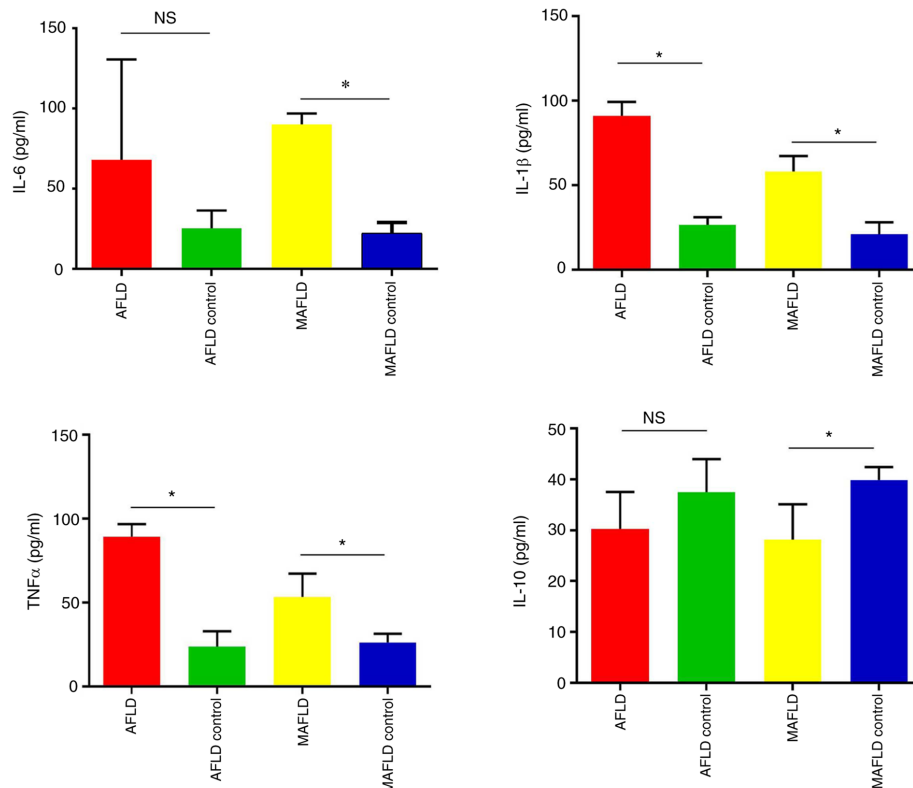 150
100
50
0
IL-6 (pg/ml)
NS
*
AFLD
AFLD control
MAFLD
MAFLD control
150
100
50
0
IL-1β (pg/ml)
*
*
AFLD
AFLD control
MAFLD
MAFLD control
150
100
50
0
TNFα (pg/ml)
*
*
AFLD
AFLD control
MAFLD
MAFLD control
50
40
30
20
10
0
IL-10 (pg/ml)
NS
*
AFLD
AFLD control
MAFLD
MAFLD control